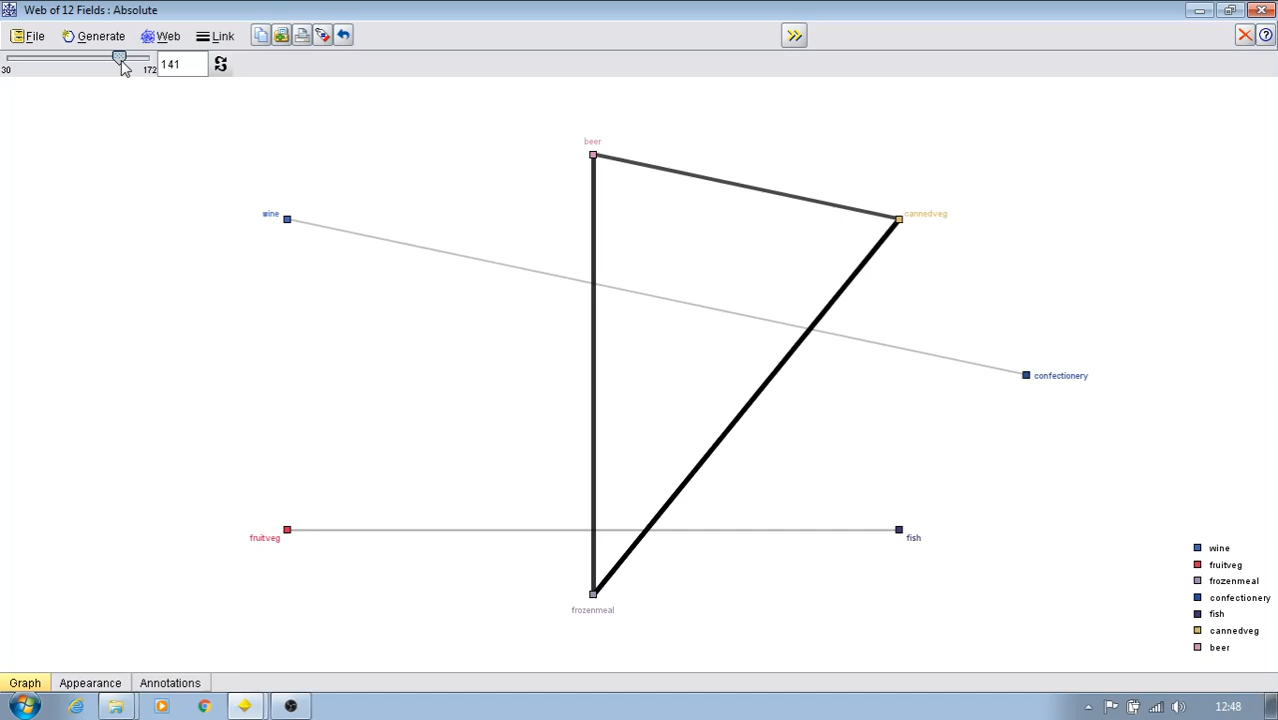 Web of 12 Fields : Absolute
File Generate Web Link
30 172 141
beer
wine
cannedveg
confectionery
fruitveg
fish
frozenmeal
wine
fruitveg
frozenmeal
confectionery
fish
cannedveg
beer
Graph Appearance Annotations
12:48